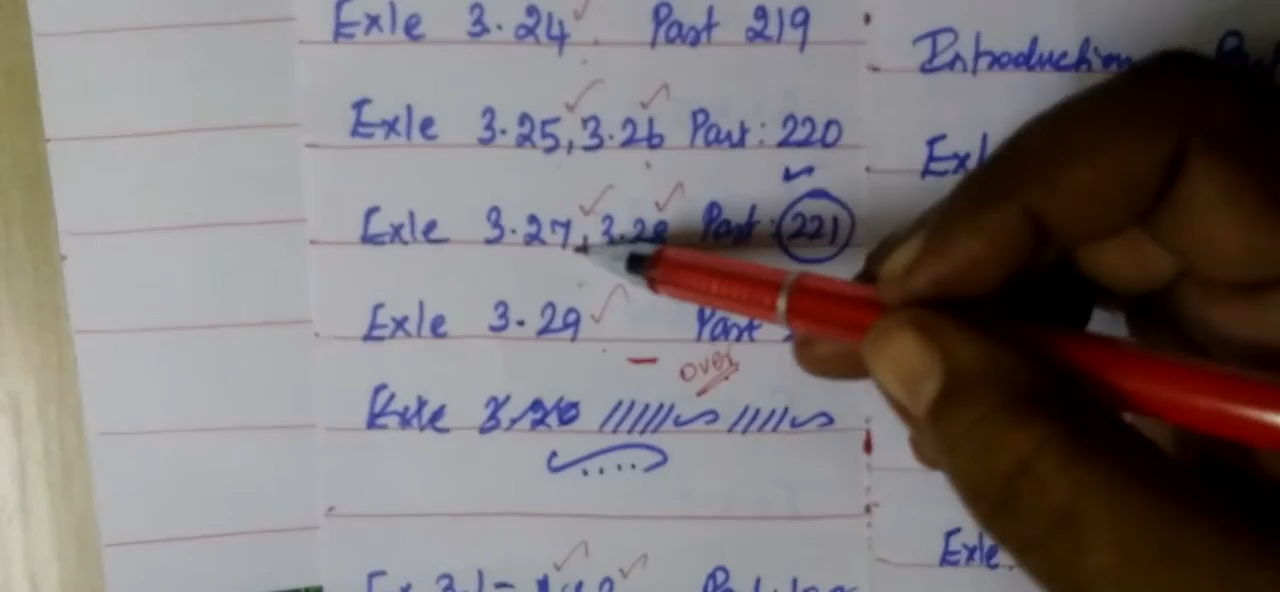 Exle 3.24 Part 219
Exle 3.25, 3.26 Part: 220
Exle 3.27, 3.28 Part: 221
Exle 3.29 Part
over
Exle
Introduction
Exle